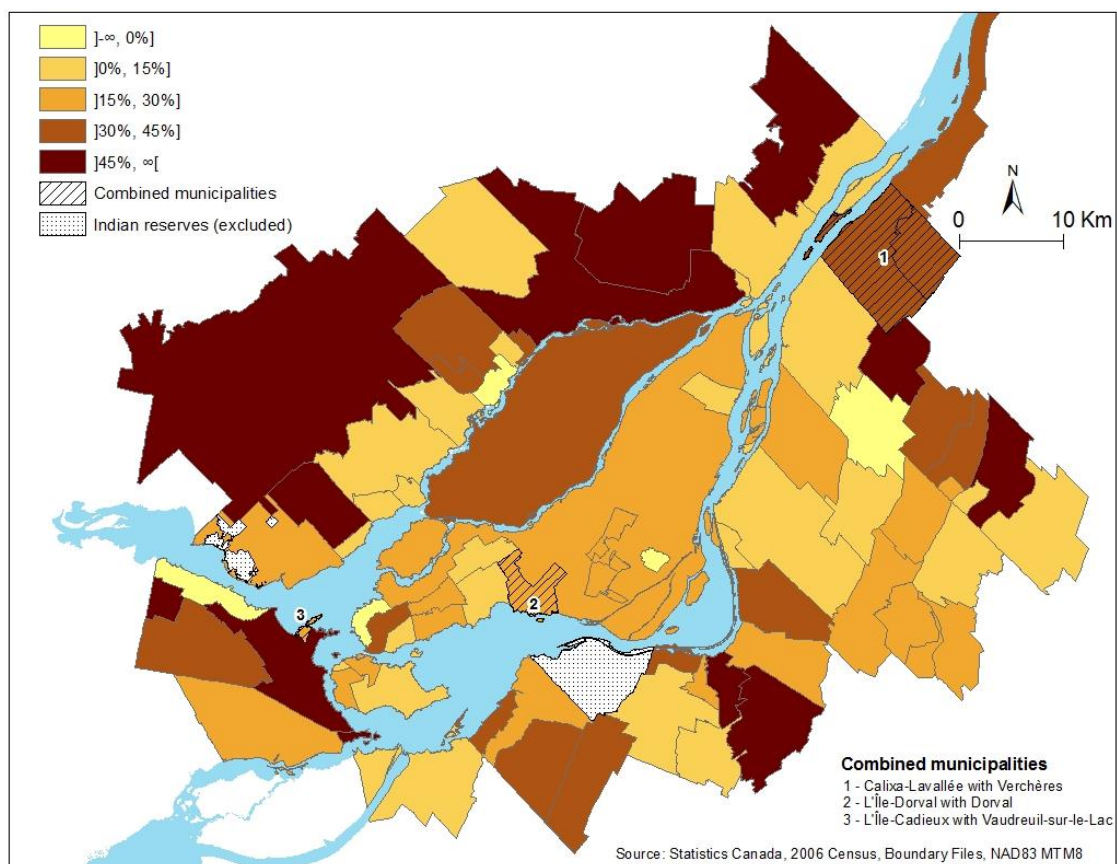 ]-∞, 0%]
]0%, 15%]
]15%, 30%]
]30%, 45%]
]45%, ∞[
Combined municipalities
Indian reserves (excluded)
N
0 10 Km
1
2
3
Combined municipalities
1 - Calixa-Lavallée with Verchères
2 - L'Île-Dorval with Dorval
3 - L'Île-Cadieux with Vaudreuil-sur-le-Lac
Source: Statistics Canada, 2006 Census, Boundary Files, NAD83 MTM8